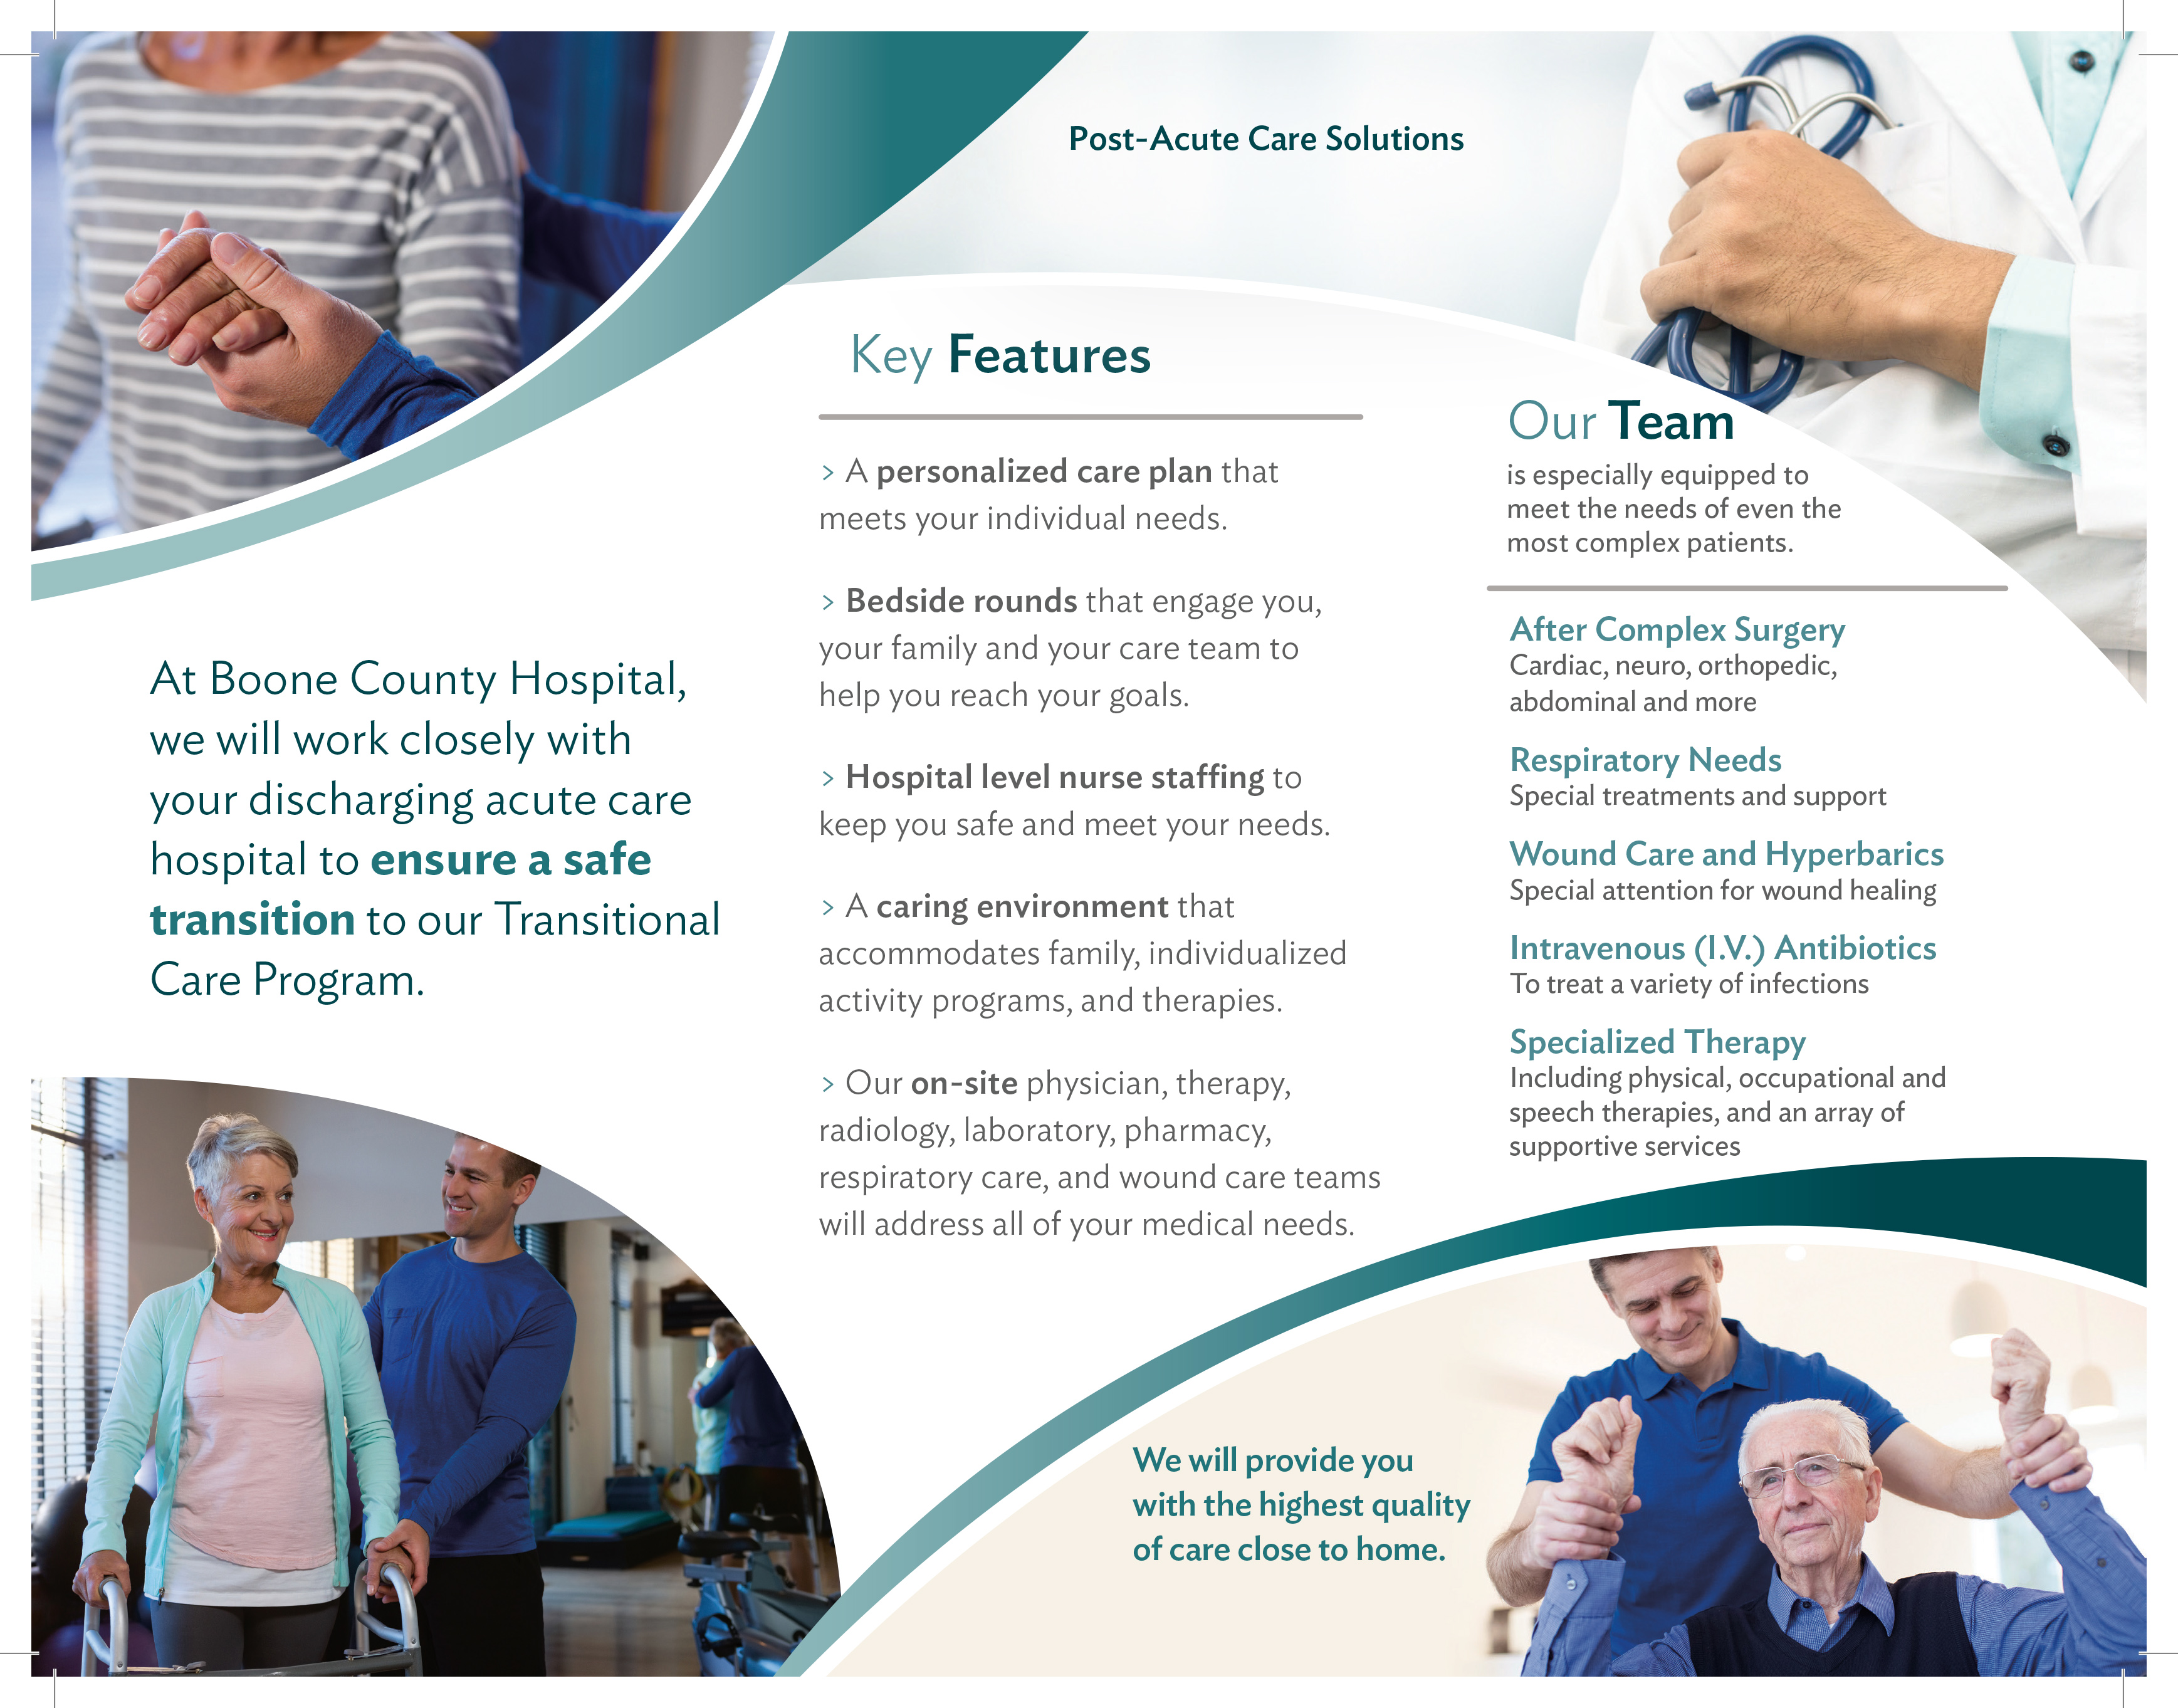 Post-Acute Care Solutions
At Boone County Hospital,
we will work closely with
your discharging acute care
hospital to ensure a safe
transition to our Transitional
Care Program.
Key Features
> A personalized care plan that
meets your individual needs.
> Bedside rounds that engage you,
your family and your care team to
help you reach your goals.
> Hospital level nurse staffing to
keep you safe and meet your needs.
> A caring environment that
accommodates family, individualized
activity programs, and therapies.
> Our on-site physician, therapy,
radiology, laboratory, pharmacy,
respiratory care, and wound care teams
will address all of your medical needs.
Our Team
is especially equipped to
meet the needs of even the
most complex patients.
After Complex Surgery
Cardiac, neuro, orthopedic,
abdominal and more
Respiratory Needs
Special treatments and support
Wound Care and Hyperbarics
Special attention for wound healing
Intravenous (I.V.) Antibiotics
To treat a variety of infections
Specialized Therapy
Including physical, occupational and
speech therapies, and an array of
supportive services
We will provide you
with the highest quality
of care close to home.